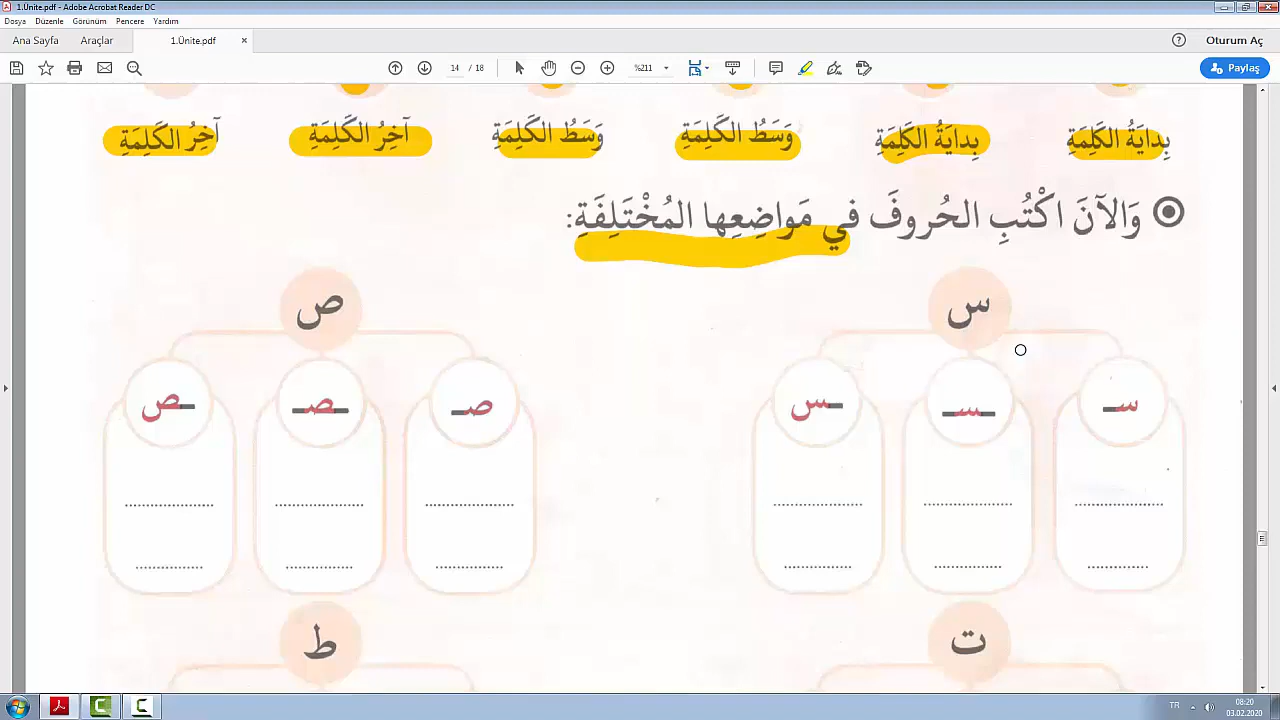 1.Ünite.pdf - Adobe Acrobat Reader DC
Dosya Düzenle Görünüm Pencere Yardım
Ana Sayfa Araçlar 1.Ünite.pdf × Oturum Aç
14 / 18 %211 Paylaş
بِدايَةُ الكَلِمَةِ بِدايَةُ الكَلِمَةِ وَسَطُ الكَلِمَةِ وَسَطُ الكَلِمَةِ آخِرُ الكَلِمَةِ آخِرُ الكَلِمَةِ
وَالآنَ اكْتُبِ الحُروفَ في مَواضِعِها المُخْتَلِفَةِ:
س ص
سـ ـسـ ـس صـ ـصـ ـص
ت ط
TR 08:20
03.02.2020